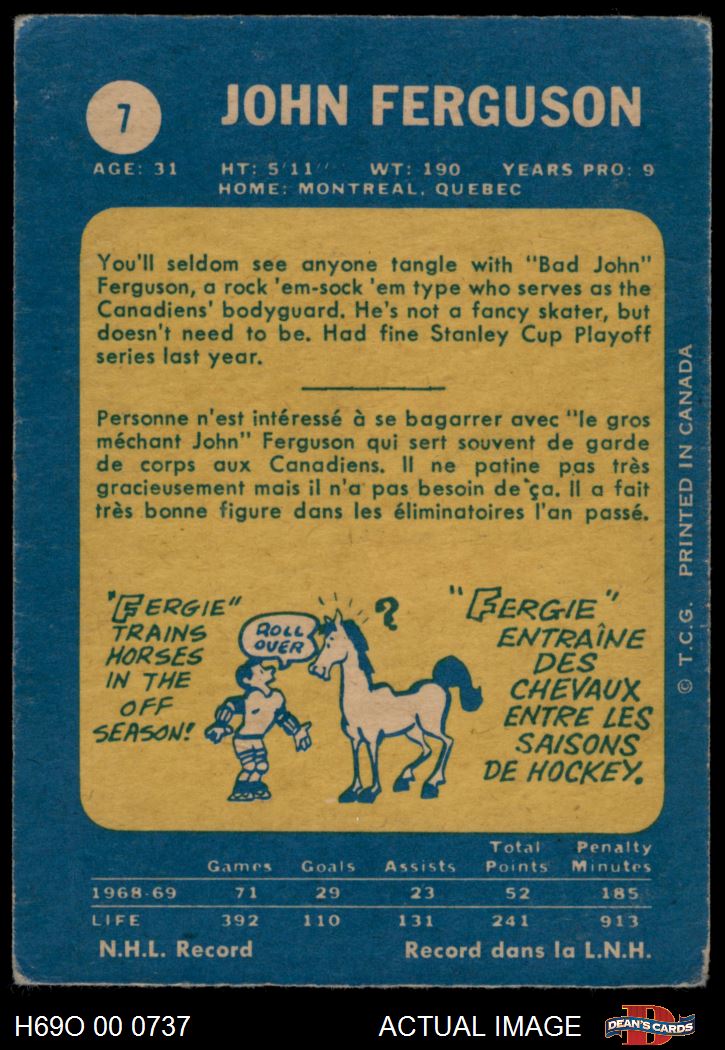 7
JOHN FERGUSON
AGE: 31 HT: 5'11'' WT: 190 YEARS PRO: 9
HOME: MONTREAL, QUEBEC
You'll seldom see anyone tangle with "Bad John"
Ferguson, a rock 'em-sock 'em type who serves as the
Canadiens' bodyguard. He's not a fancy skater, but
doesn't need to be. Had fine Stanley Cup Playoff
series last year.
Personne n'est intéressé à se bagarrer avec "le gros
méchant John" Ferguson qui sert souvent de garde
de corps aux Canadiens. Il ne patine pas très
gracieusement mais il n'a pas besoin de ça. Il a fait
très bonne figure dans les éliminatoires l'an passé.
"FERGIE"
TRAINS
HORSES
IN THE
OFF
SEASON!
ROLL
OVER
?
"FERGIE"
ENTRAÎNE
DES
CHEVAUX
ENTRE LES
SAISONS
DE HOCKEY.
© T.C.G. PRINTED IN CANADA
Total Penalty
Games Goals Assists Points Minutes
1968-69 71 29 23 52 185
LIFE 392 110 131 241 913
N.H.L. Record Record dans la L.N.H.
H69O 00 0737 ACTUAL IMAGE
D
DEAN'S CARDS